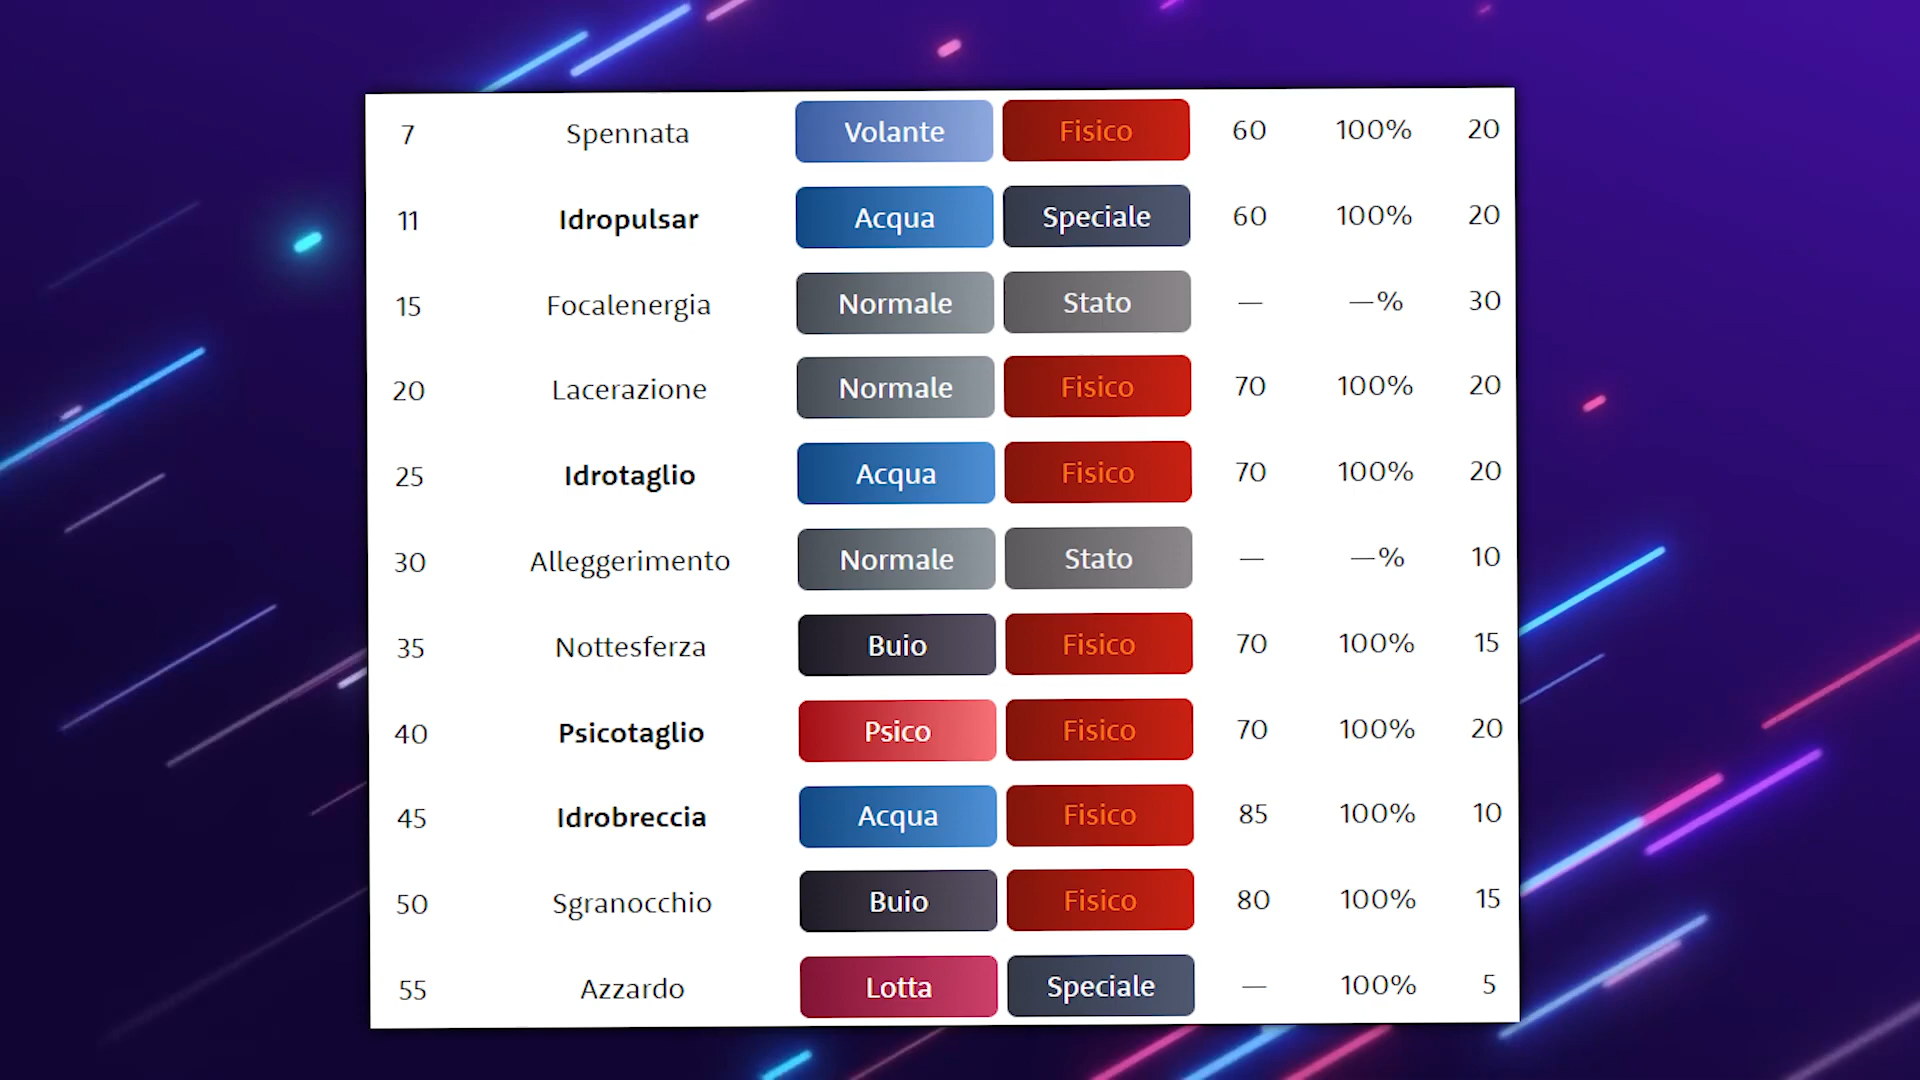 7 Spennata Volante Fisico 60 100% 20
11 Idropulsar Acqua Speciale 60 100% 20
15 Focalenergia Normale Stato — —% 30
20 Lacerazione Normale Fisico 70 100% 20
25 Idrotaglio Acqua Fisico 70 100% 20
30 Alleggerimento Normale Stato — —% 10
35 Nottesferza Buio Fisico 70 100% 15
40 Psicotaglio Psico Fisico 70 100% 20
45 Idrobreccia Acqua Fisico 85 100% 10
50 Sgranocchio Buio Fisico 80 100% 15
55 Azzardo Lotta Speciale — 100% 5